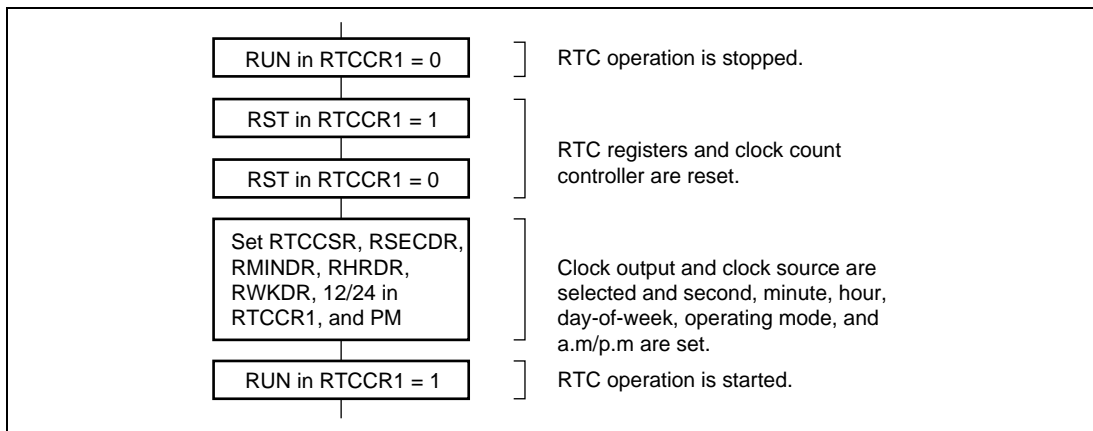 RUN in RTCCR1 = 0
RTC operation is stopped.
RST in RTCCR1 = 1
RST in RTCCR1 = 0
RTC registers and clock count
controller are reset.
Set RTCCSR, RSECDR,
RMINDR, RHRDR,
RWKDR, 12/24 in
RTCCR1, and PM
Clock output and clock source are
selected and second, minute, hour,
day-of-week, operating mode, and
a.m/p.m are set.
RUN in RTCCR1 = 1
RTC operation is started.